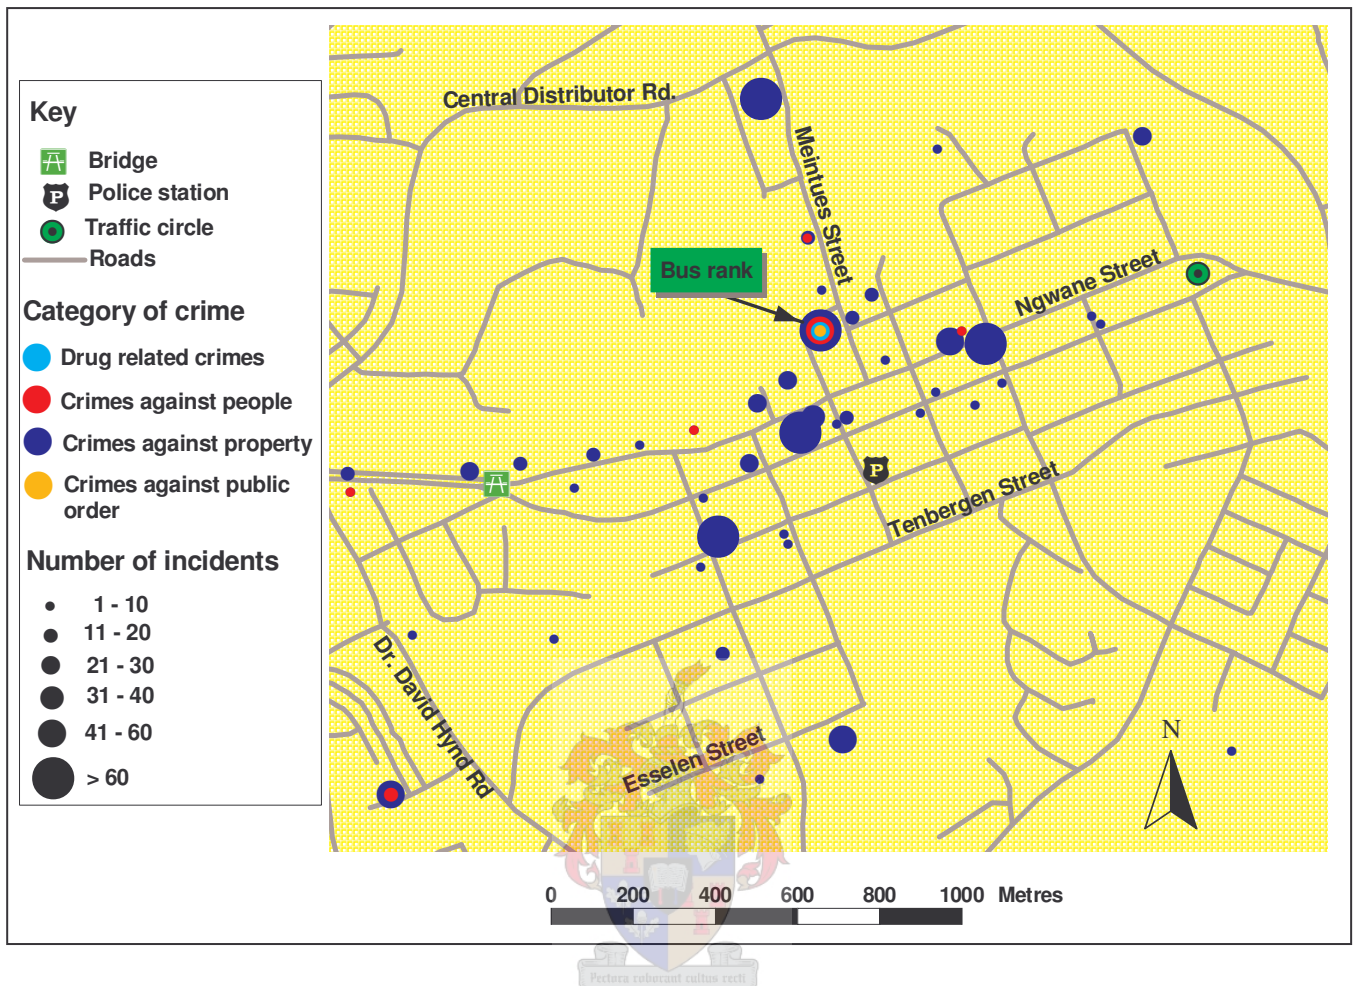 Key
Bridge
P
Police station
Traffic circle
Roads
Category of crime
Drug related crimes
Crimes against people
Crimes against property
Crimes against public
order
Number of incidents
1 - 10
11 - 20
21 - 30
31 - 40
41 - 60
> 60
Central Distributor Rd.
Meintues Street
Bus rank
Ngwane Street
P
Tenbergen Street
Dr. David Hynd Rd
Esselen Street
N
0 200 400 600 800 1000 Metres
Pectora roborant cultus recti